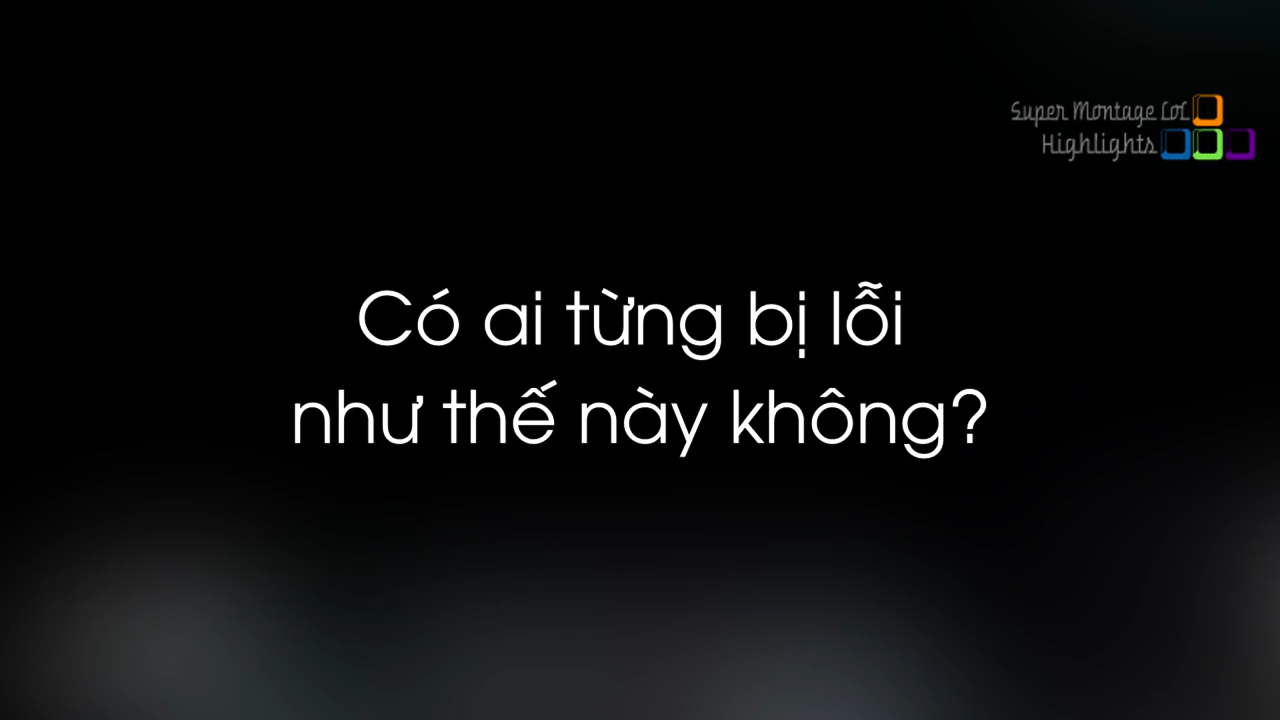 Super Montage LoL
Highlights
Có ai từng bị lỗi
như thế này không?